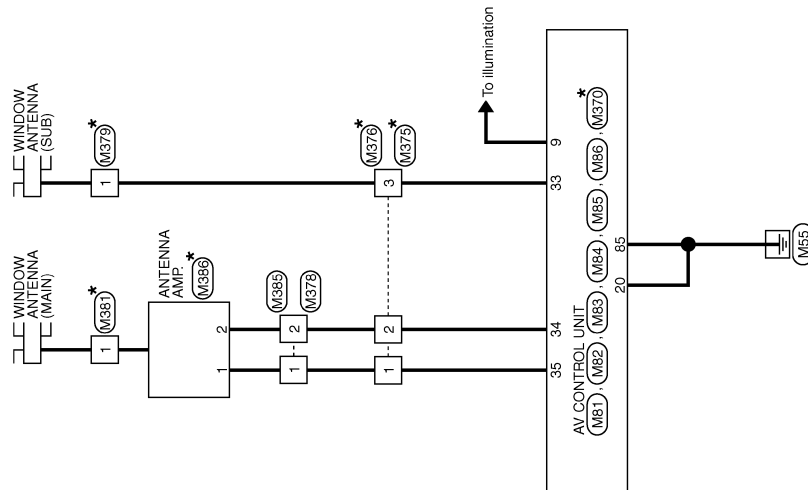 WINDOW
ANTENNA
(MAIN)
WINDOW
ANTENNA
(SUB)
1
*
M381
1
*
M379
ANTENNA
AMP.
*
M386
1
2
1
2
M385
M378
1
2
3
*
M376
*
M375
To illumination
35
34
33
9
AV CONTROL UNIT
M81 , M82 , M83 , M84 , M85 , M86 , M370 *
20
85
M55